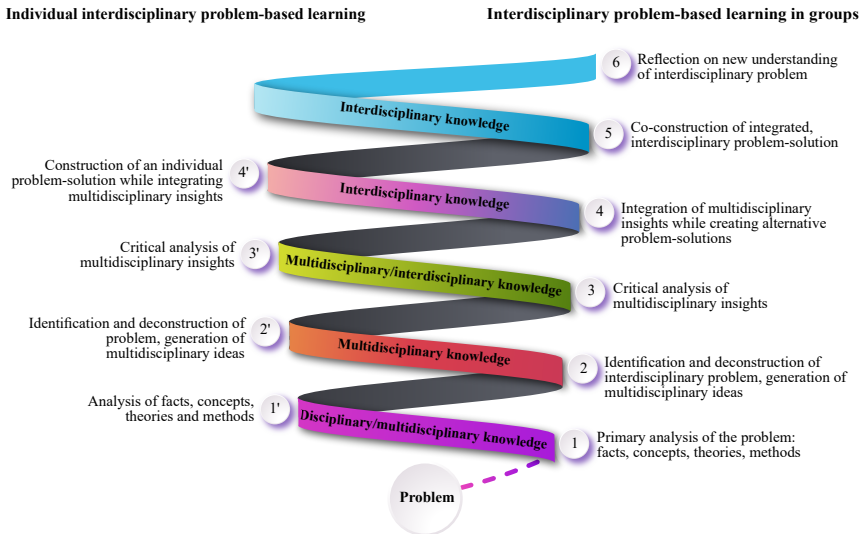 Individual interdisciplinary problem-based learning
Interdisciplinary problem-based learning in groups
6
Reflection on new understanding
of interdisciplinary problem
Interdisciplinary knowledge
5
Co-construction of integrated,
interdisciplinary problem-solution
Construction of an individual
problem-solution while integrating
multidisciplinary insights
4'
Interdisciplinary knowledge
4
Integration of multidisciplinary
insights while creating alternative
problem-solutions
Critical analysis of
multidisciplinary insights
3'
Multidisciplinary/interdisciplinary knowledge
3
Critical analysis of
multidisciplinary insights
Identification and deconstruction of
problem, generation of
multidisciplinary ideas
2'
Multidisciplinary knowledge
2
Identification and deconstruction of
interdisciplinary problem, generation of
multidisciplinary ideas
Analysis of facts, concepts,
theories and methods
1'
Disciplinary/multidisciplinary knowledge
1
Primary analysis of the problem:
facts, concepts, theories, methods
Problem